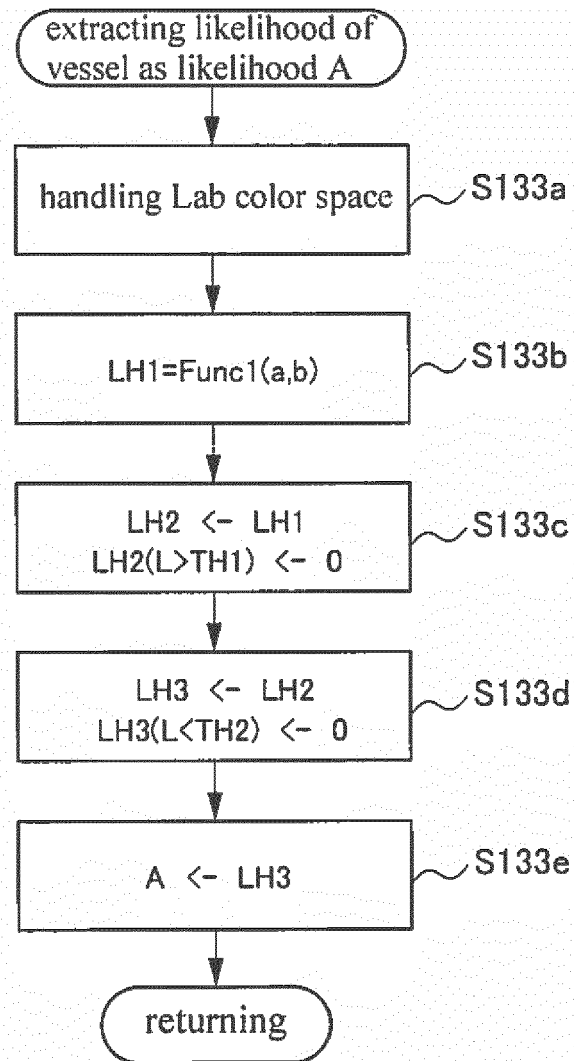 extracting likelihood of
vessel as likelihood A
handling Lab color space
S133a
LH1=Func1(a,b)
S133b
LH2 <- LH1
LH2(L>TH1) <- 0
S133c
LH3 <- LH2
LH3(L<TH2) <- 0
S133d
A <- LH3
S133e
returning